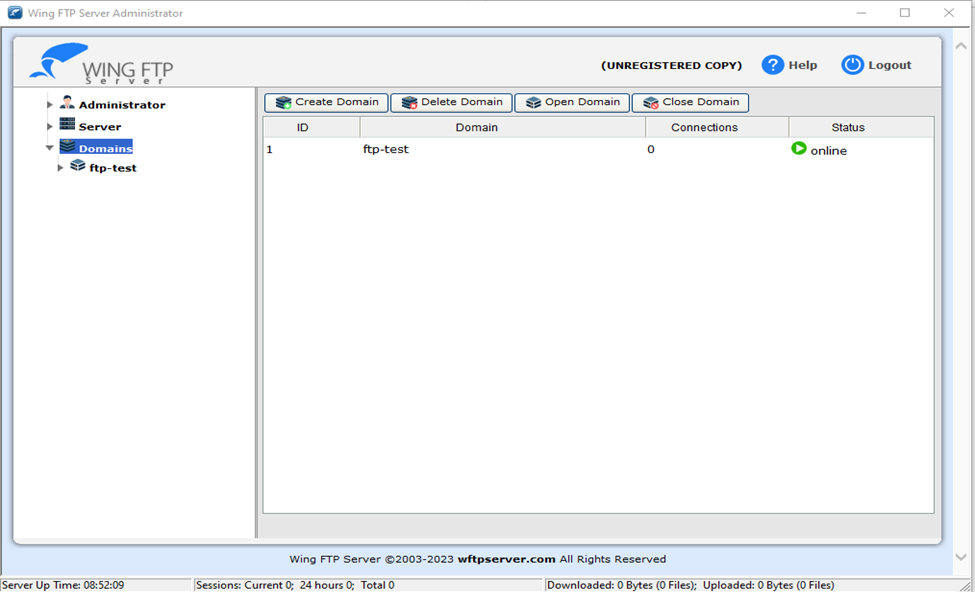 Wing FTP Server Administrator
WING FTP
Server
(UNREGISTERED COPY)
? Help
Logout
Administrator
Server
Domains
ftp-test
Create Domain Delete Domain Open Domain Close Domain
ID Domain Connections Status
1 ftp-test 0 online
Wing FTP Server ©2003-2023 wftpserver.com All Rights Reserved
Server Up Time: 08:52:09 Sessions: Current 0; 24 hours 0; Total 0 Downloaded: 0 Bytes (0 Files); Uploaded: 0 Bytes (0 Files)